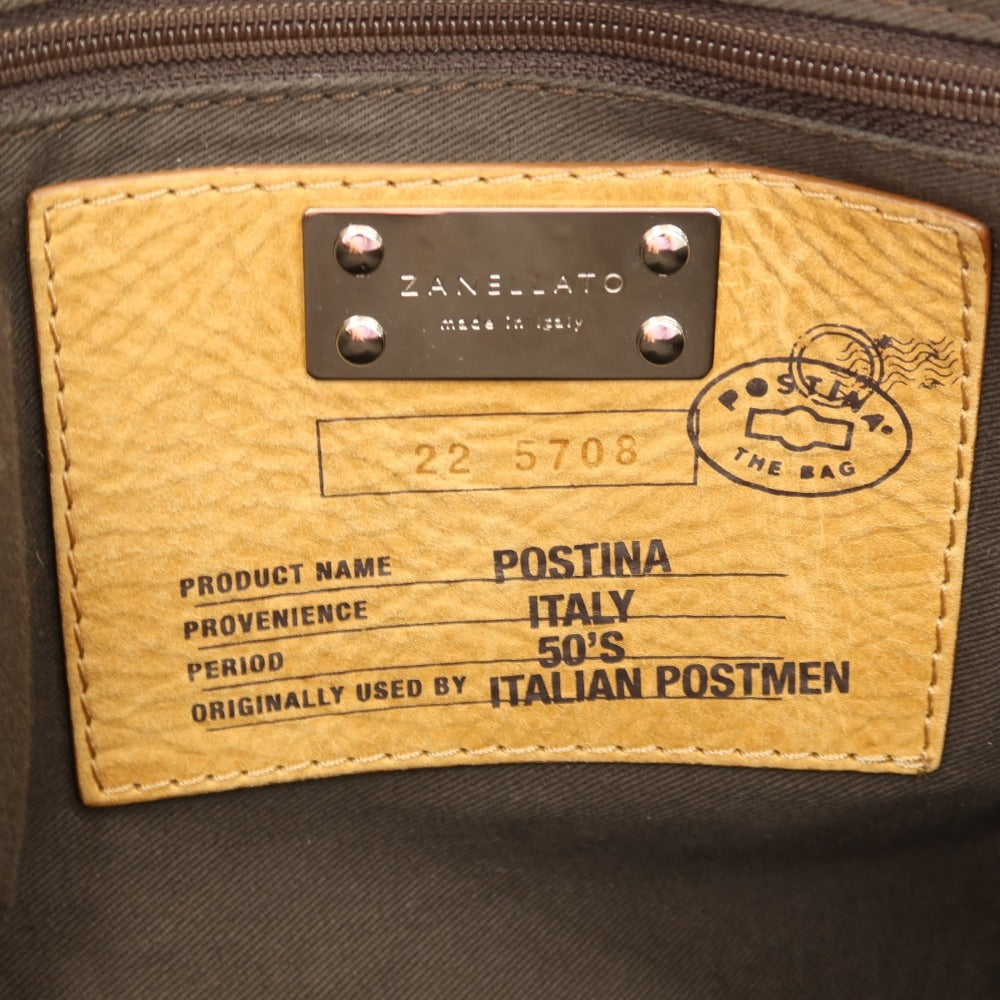 ZANELLATO
made in italy
22 5708
POSTINA®
THE BAG
PRODUCT NAME POSTINA
PROVENIENCE ITALY
PERIOD 50'S
ORIGINALLY USED BY ITALIAN POSTMEN